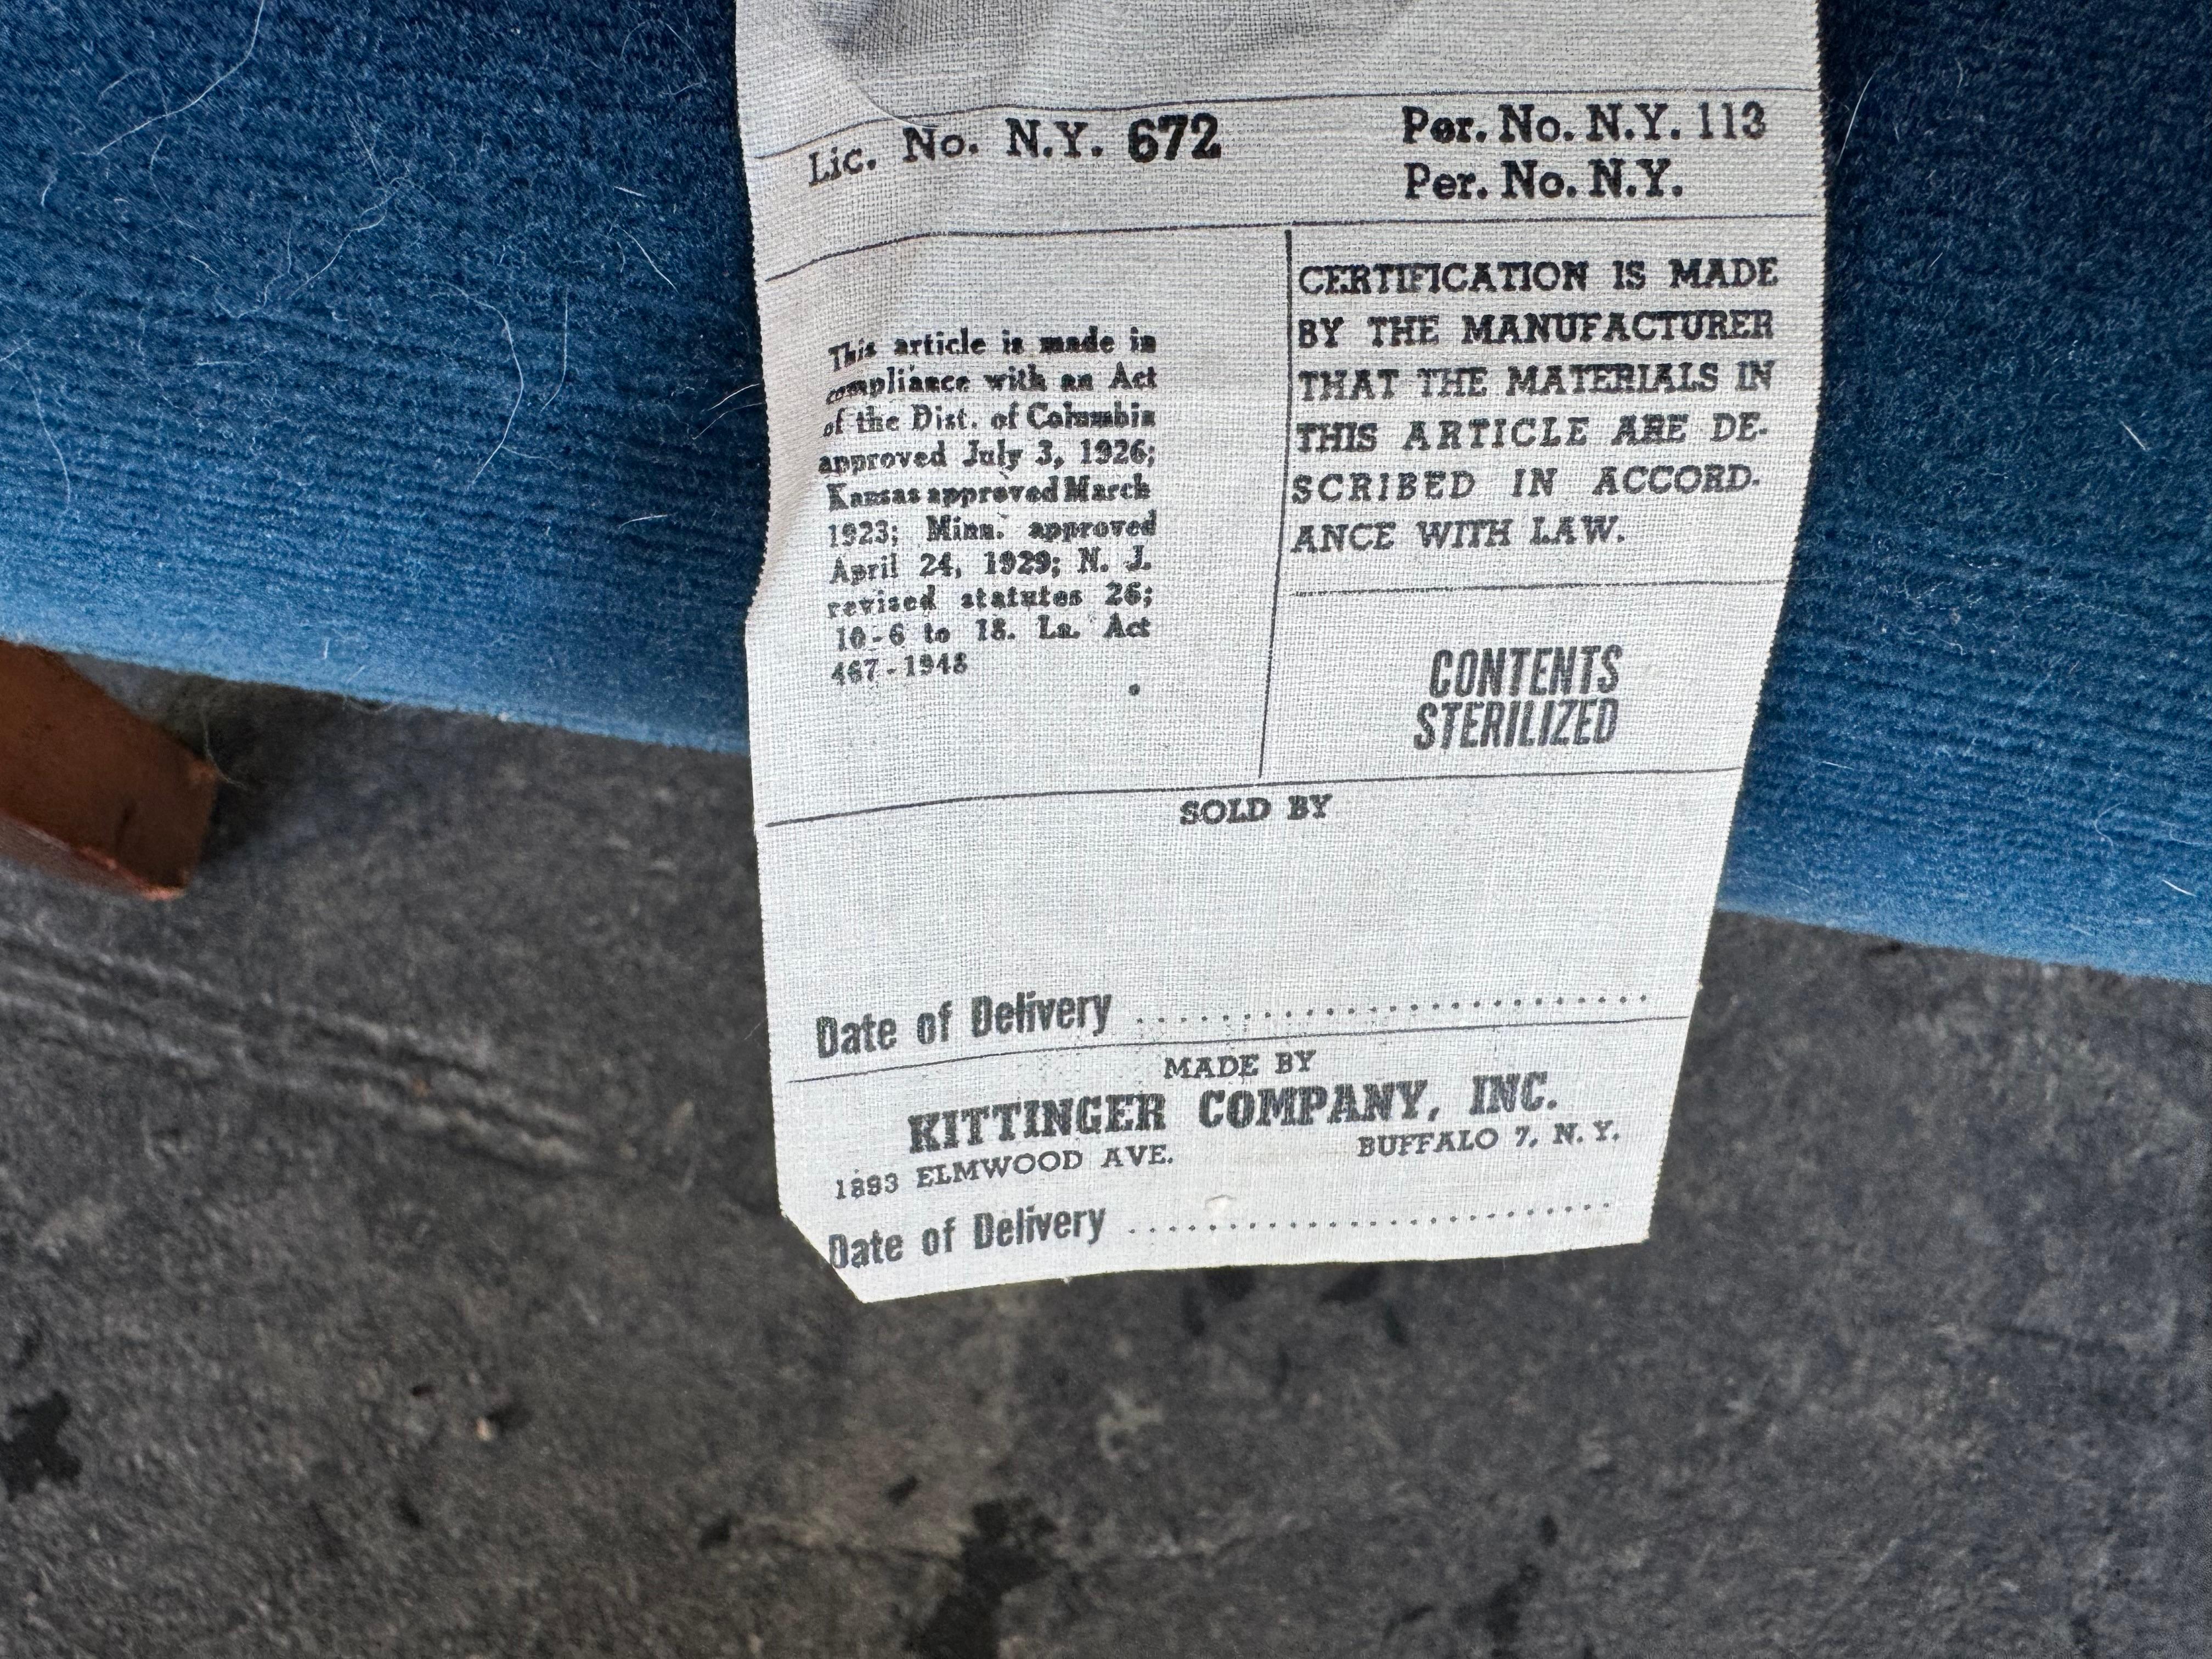 Lic. No. N.Y. 672
Per. No. N.Y. 113
Per. No. N.Y.
This article is made in
compliance with an Act
of the Dist. of Columbia
approved July 3, 1926;
Kansas approved March
1923; Minn. approved
April 24, 1929; N. J.
revised statutes 26;
10-6 to 18. La. Act
467-1948
CERTIFICATION IS MADE
BY THE MANUFACTURER
THAT THE MATERIALS IN
THIS ARTICLE ARE DE-
SCRIBED IN ACCORD-
ANCE WITH LAW.
CONTENTS
STERILIZED
SOLD BY
Date of Delivery ........................
MADE BY
KITTINGER COMPANY, INC.
1893 ELMWOOD AVE. BUFFALO 7, N. Y.
Date of Delivery ........................